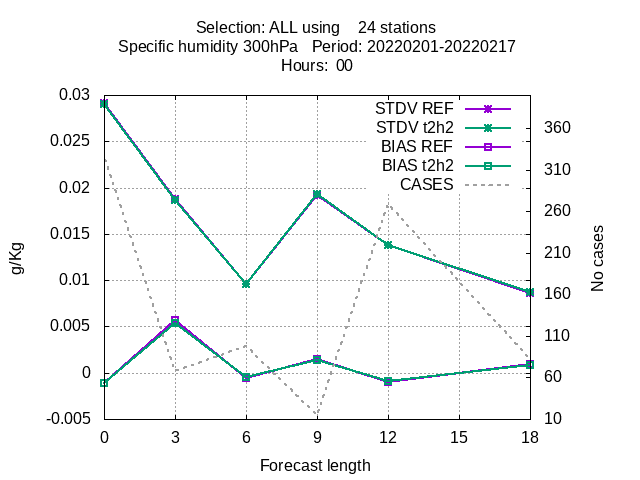 Selection: ALL using    24 stations
Specific humidity 300hPa   Period: 20220201-20220217
Hours:  00
0.03
0.025
0.02
0.015
0.01
0.005
0
-0.005
g/Kg
STDV REF
STDV t2h2
BIAS REF
BIAS t2h2
CASES
360
310
260
210
160
110
60
10
No cases
0 3 6 9 12 15 18
Forecast length